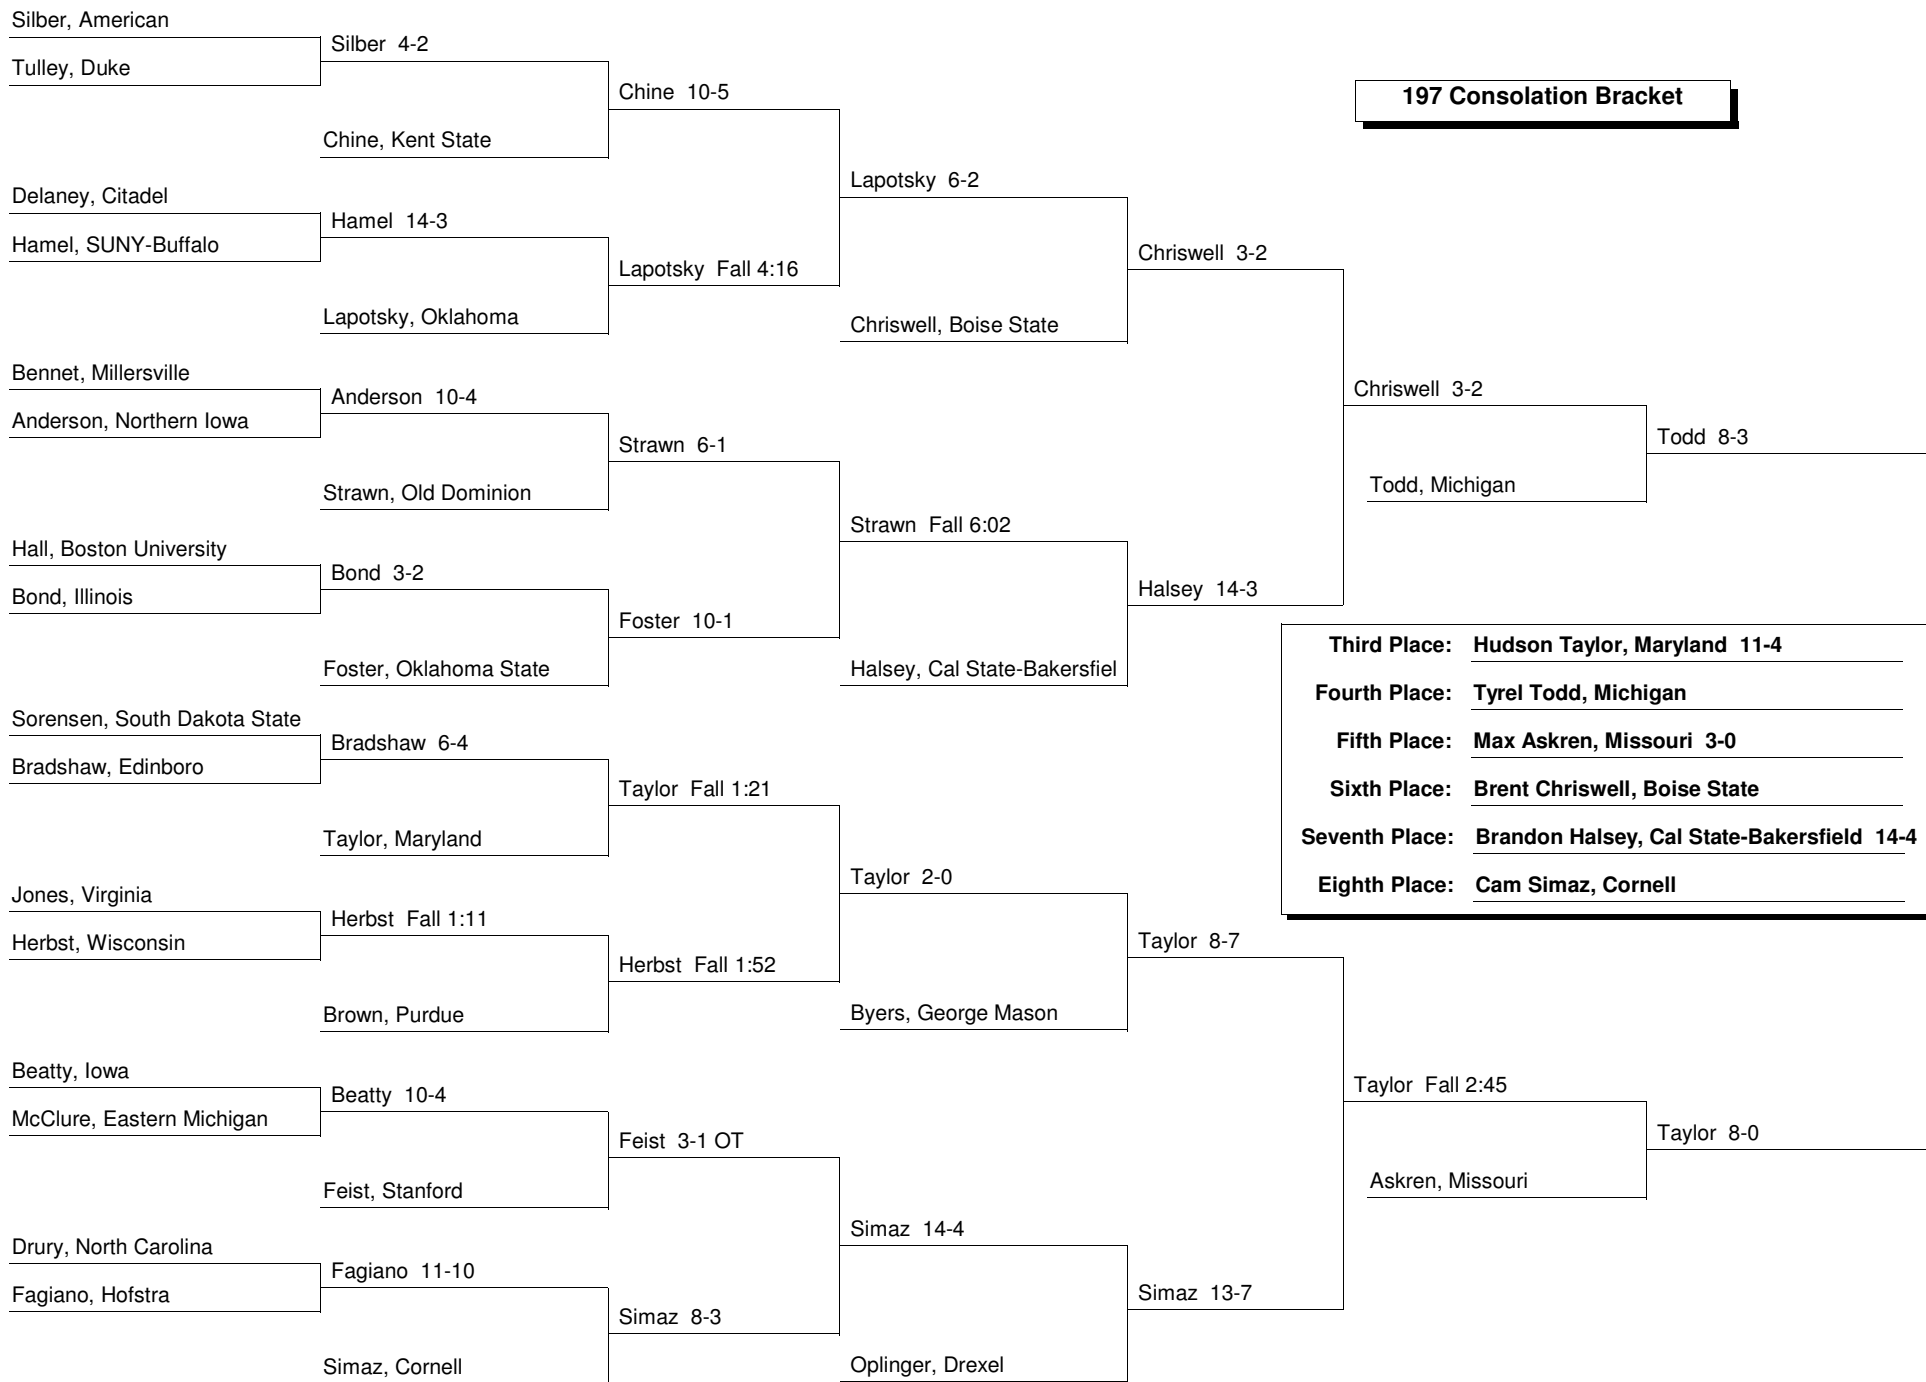 Silber, American
Silber 4-2
Tulley, Duke
Chine 10-5
197 Consolation Bracket
Chine, Kent State
Lapotsky 6-2
Delaney, Citadel
Hamel 14-3
Hamel, SUNY-Buffalo
Chriswell 3-2
Lapotsky Fall 4:16
Lapotsky, Oklahoma
Chriswell, Boise State
Bennet, Millersville
Anderson 10-4
Chriswell 3-2
Anderson, Northern Iowa
Strawn 6-1
Todd 8-3
Strawn, Old Dominion
Todd, Michigan
Strawn Fall 6:02
Hall, Boston University
Bond 3-2
Bond, Illinois
Halsey 14-3
Foster 10-1
Foster, Oklahoma State
Halsey, Cal State-Bakersfiel
Third Place: Hudson Taylor, Maryland 11-4
Fourth Place: Tyrel Todd, Michigan
Fifth Place: Max Askren, Missouri 3-0
Sixth Place: Brent Chriswell, Boise State
Seventh Place: Brandon Halsey, Cal State-Bakersfield 14-4
Eighth Place: Cam Simaz, Cornell
Sorensen, South Dakota State
Bradshaw 6-4
Bradshaw, Edinboro
Taylor Fall 1:21
Taylor, Maryland
Taylor 2-0
Jones, Virginia
Herbst Fall 1:11
Herbst, Wisconsin
Taylor 8-7
Herbst Fall 1:52
Brown, Purdue
Byers, George Mason
Beatty, Iowa
Beatty 10-4
Taylor Fall 2:45
McClure, Eastern Michigan
Feist 3-1 OT
Taylor 8-0
Feist, Stanford
Askren, Missouri
Simaz 14-4
Drury, North Carolina
Fagiano 11-10
Fagiano, Hofstra
Simaz 13-7
Simaz 8-3
Simaz, Cornell
Oplinger, Drexel